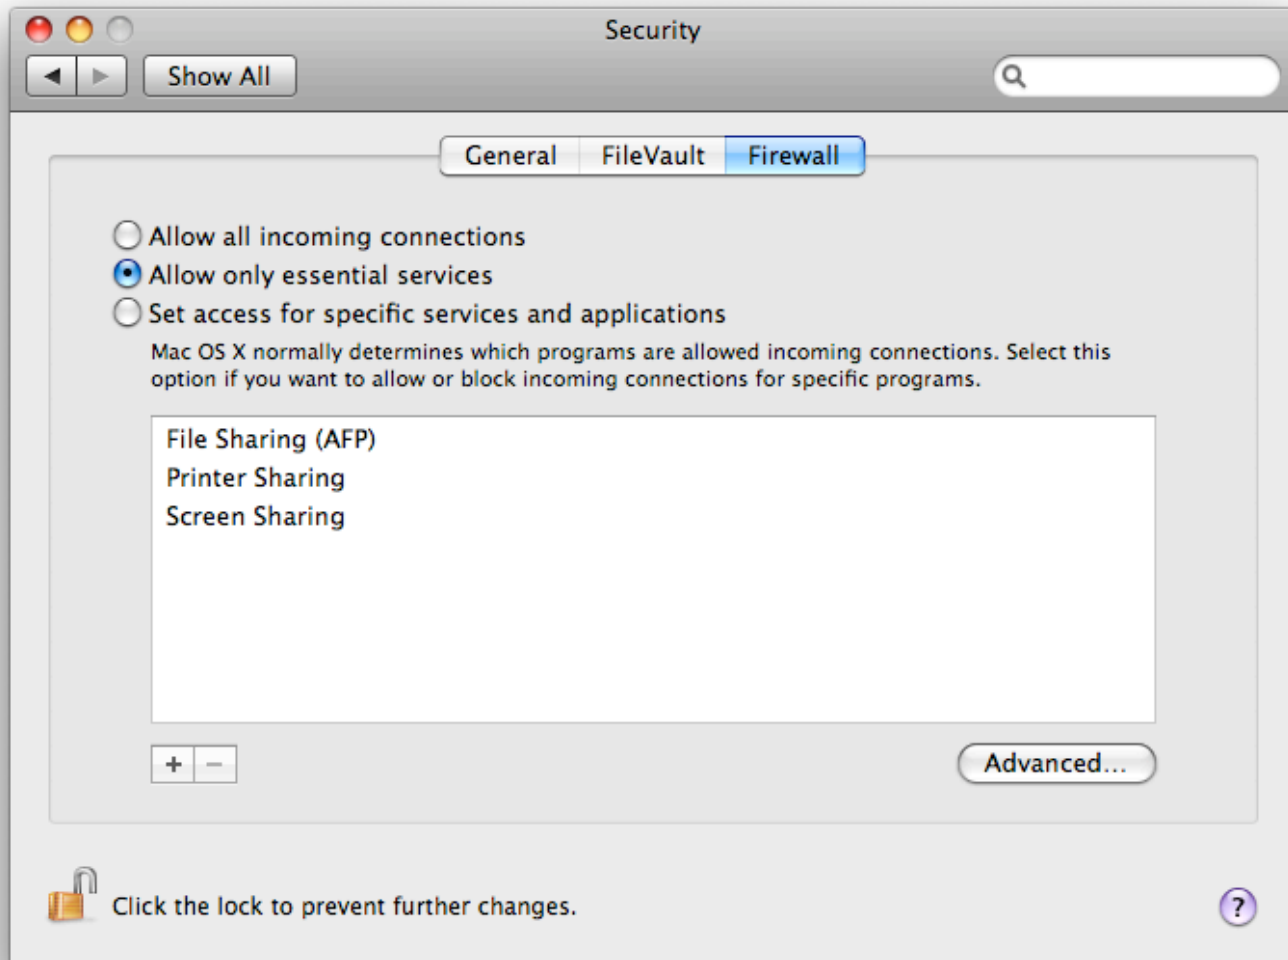 Security
Show All
General FileVault Firewall
Allow all incoming connections
Allow only essential services
Set access for specific services and applications
Mac OS X normally determines which programs are allowed incoming connections. Select this
option if you want to allow or block incoming connections for specific programs.
File Sharing (AFP)
Printer Sharing
Screen Sharing
+ −
Advanced...
Click the lock to prevent further changes.
?